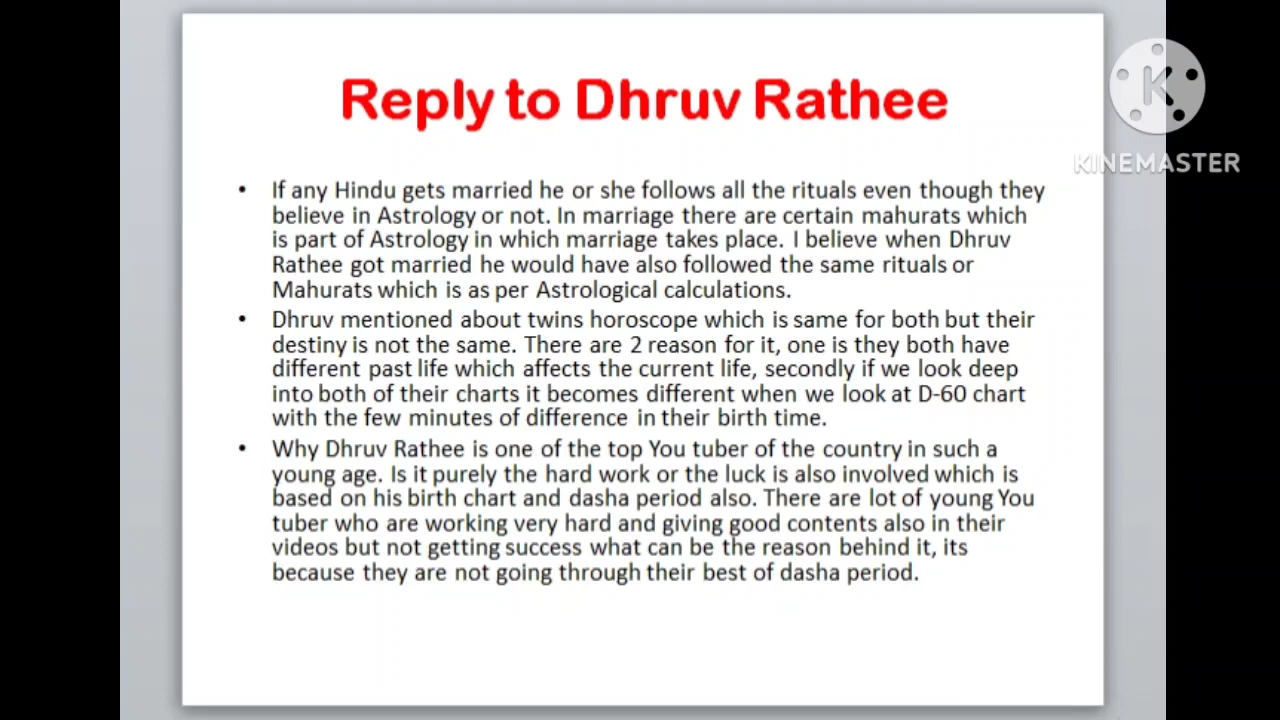 Reply to Dhruv Rathee
KINEMASTER
• If any Hindu gets married he or she follows all the rituals even though they
believe in Astrology or not. In marriage there are certain mahurats which
is part of Astrology in which marriage takes place. I believe when Dhruv
Rathee got married he would have also followed the same rituals or
Mahurats which is as per Astrological calculations.
• Dhruv mentioned about twins horoscope which is same for both but their
destiny is not the same. There are 2 reason for it, one is they both have
different past life which affects the current life, secondly if we look deep
into both of their charts it becomes different when we look at D-60 chart
with the few minutes of difference in their birth time.
• Why Dhruv Rathee is one of the top You tuber of the country in such a
young age. Is it purely the hard work or the luck is also involved which is
based on his birth chart and dasha period also. There are lot of young You
tuber who are working very hard and giving good contents also in their
videos but not getting success what can be the reason behind it, its
because they are not going through their best of dasha period.